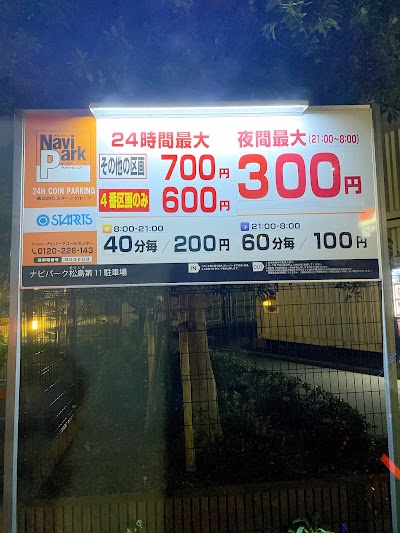 Navi
Park
24H COIN PARKING
STARTS
0120-226-143
24時間最大
その他の区画 700円
4番区画のみ 600円
夜間最大(21:00~8:00)
300円
8:00-21:00
40分毎/200円
21:00-8:00
60分毎/100円
ナビパーク松島第11駐車場
IN